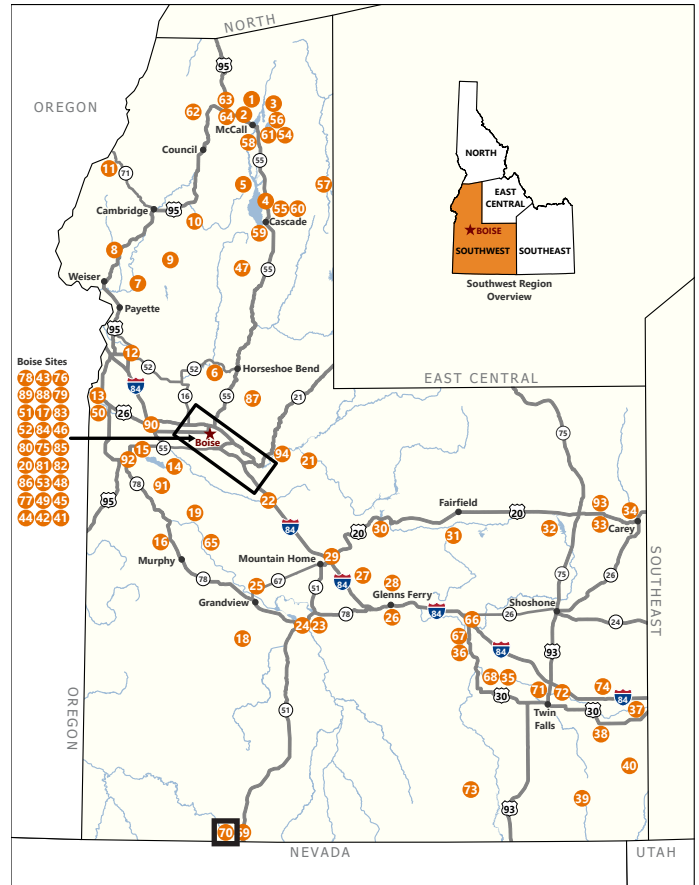 NORTH
95
OREGON
63
1
3
62
64
2
56
McCall
61
54
58
Council
55
11
71
5
57
4
55
60
Cambridge
95
10
Cascade
59
8
9
47
55
Weiser
7
Payette
95
12
52
52
6
Horseshoe Bend
84
16
55
87
21
13
50
26
90
Boise
15
55
94
21
92
14
78
91
22
95
19
84
16
65
Murphy
Mountain Home
29
20
30
Fairfield
20
31
32
93
34
33
Carey
75
75
26
78
67
25
51
84
27
28
Grandview
Glenns Ferry
24
23
78
26
84
66
26
Shoshone
24
18
67
36
84
93
68
35
30
71
72
74
84
37
30
Twin
Falls
38
51
40
73
39
93
70
69
OREGON
NEVADA
UTAH
SOUTHEAST
EAST CENTRAL
Boise Sites
78 43 76
89 88 79
51 17 83
52 84 46
80 75 85
20 81 82
86 53 48
77 49 45
44 42 41
NORTH
EAST
CENTRAL
BOISE
SOUTHWEST
SOUTHEAST
Southwest Region
Overview